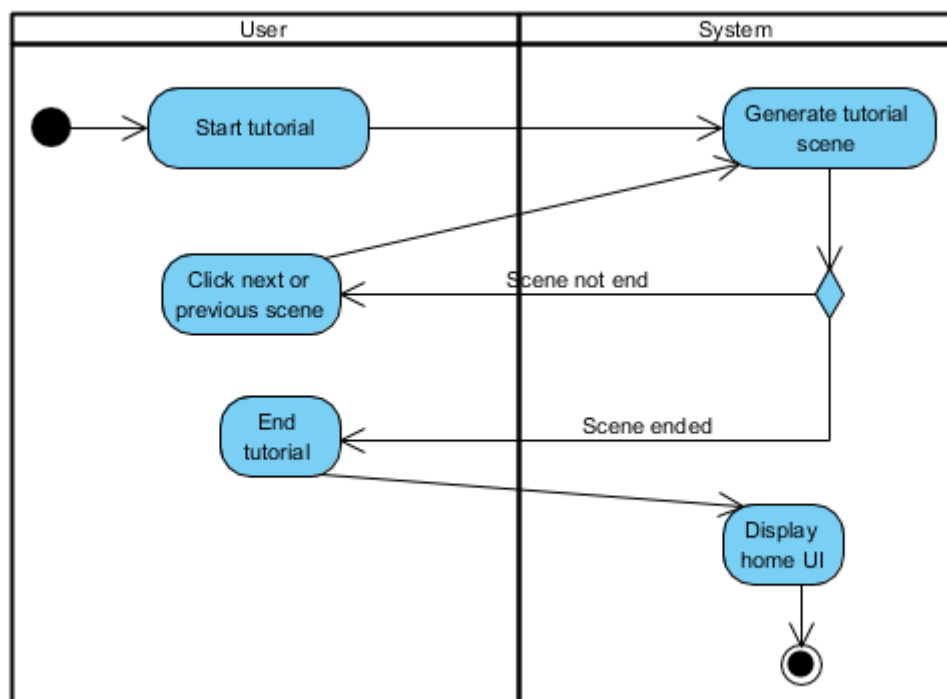 User
System
Start tutorial
Generate tutorial
scene
Click next or
previous scene
Scene not end
End
tutorial
Scene ended
Display
home UI